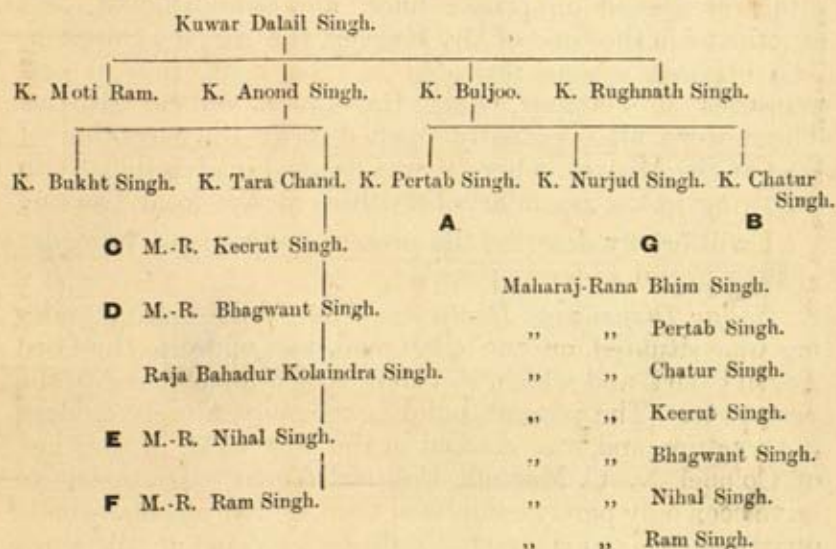 Kuwar Dalail Singh.
K. Moti Ram. K. Anond Singh. K. Buljoo. K. Rughnath Singh.
K. Bukht Singh. K. Tara Chand. K. Pertab Singh. K. Nurjud Singh. K. Chatur
Singh.
A B
C M.-R. Keerut Singh. G
D M.-R. Bhagwant Singh. Maharaj-Rana Bhim Singh.
„ „ Pertab Singh.
Raja Bahadur Kolaindra Singh. „ „ Chatur Singh.
„ „ Keerut Singh.
E M.-R. Nihal Singh. „ „ Bhagwant Singh.
F M.-R. Ram Singh. „ „ Nihal Singh.
„ „ Ram Singh.